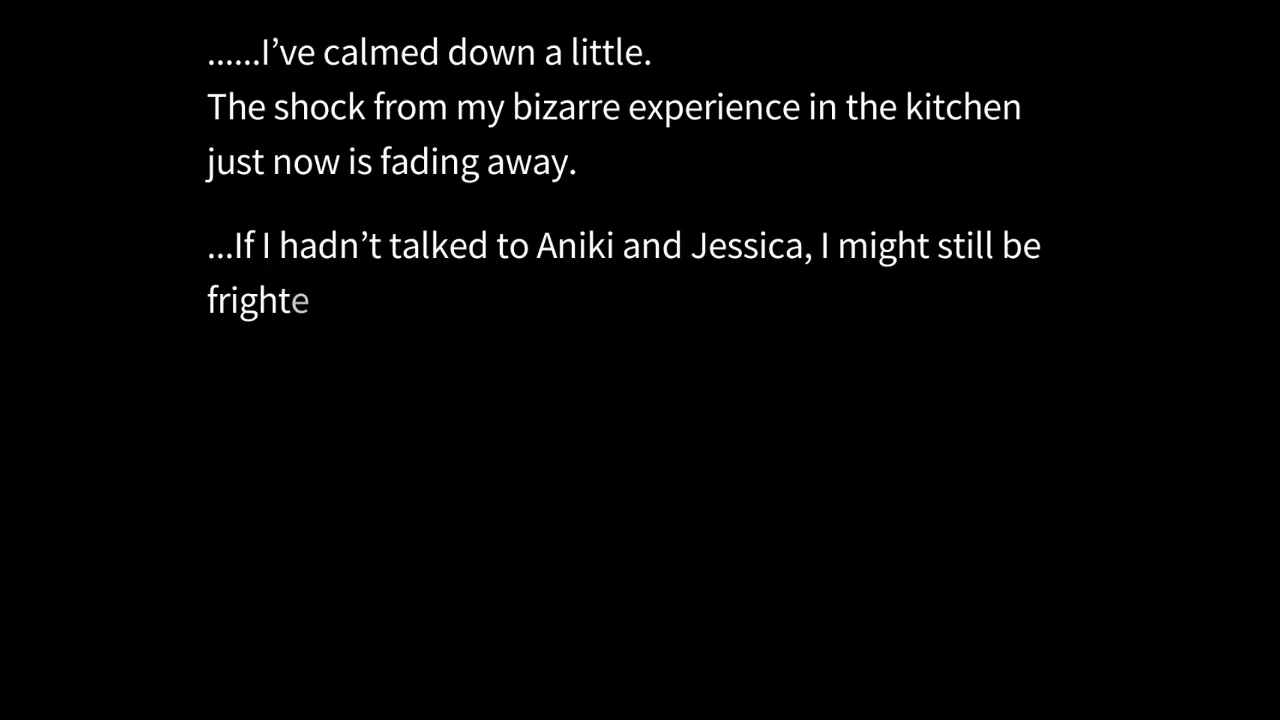 ......I’ve calmed down a little.
The shock from my bizarre experience in the kitchen
just now is fading away.
...If I hadn’t talked to Aniki and Jessica, I might still be
frighte